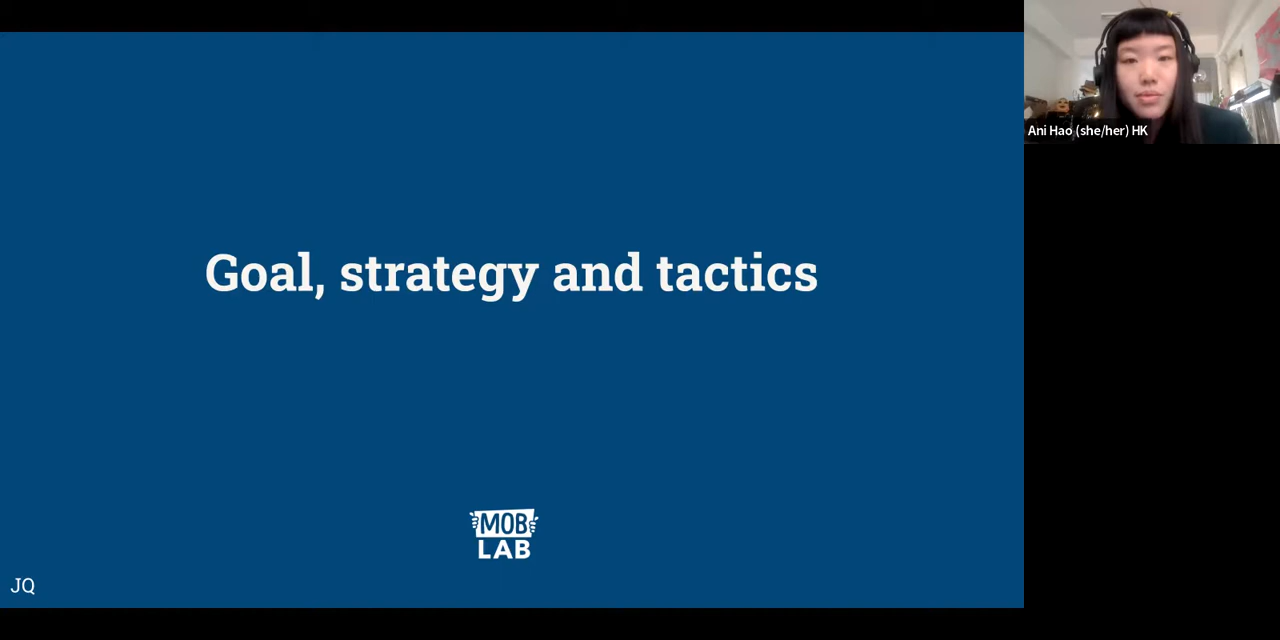 Goal, strategy and tactics
MOB
LAB
JQ
Ani Hao (she/her) HK